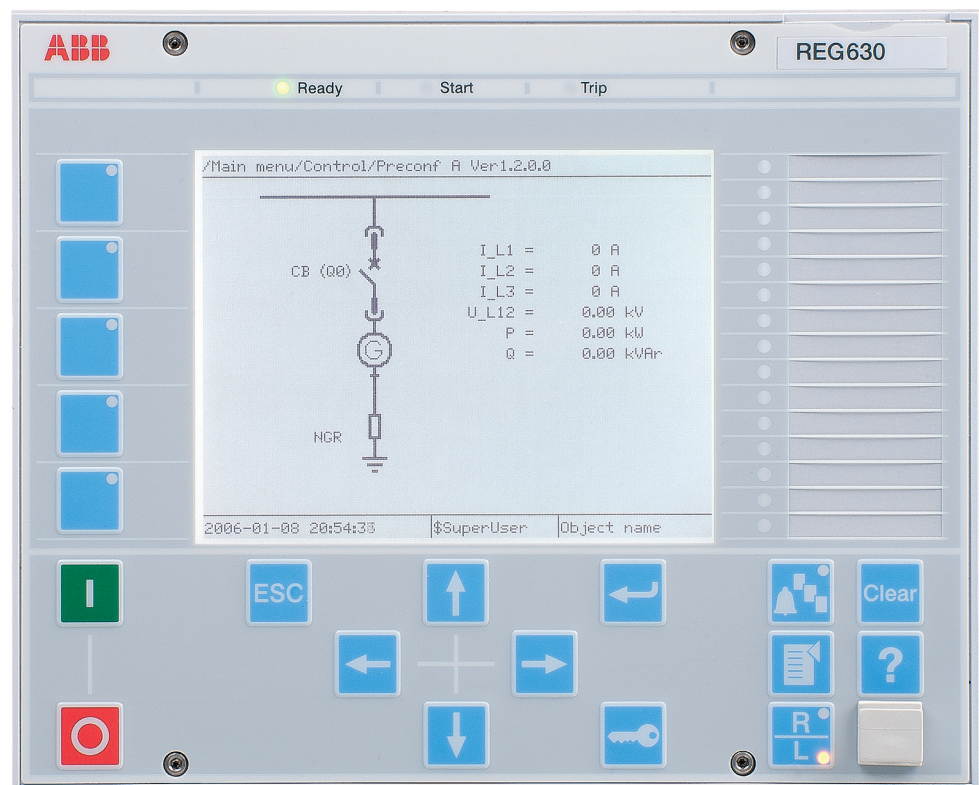 ABB
REG630
Ready Start Trip
/Main menu/Control/Preconf A Ver1.2.0.0
I_L1 = 0 A
CB (Q0) I_L2 = 0 A
I_L3 = 0 A
U_L12 = 0.00 kV
P = 0.00 kW
Q = 0.00 kVAr
G
NGR
2006-01-08 20:54:38 $SuperUser Object name
I
ESC
Clear
?
O
R
L